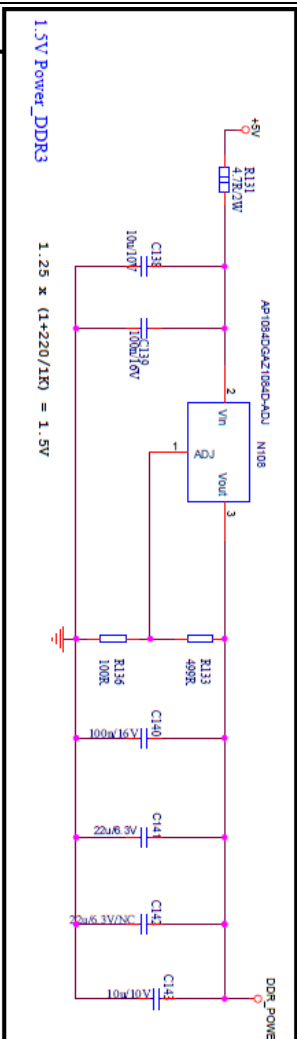 1.5V Power_DDR3
1.25 x (1+220/1K) = 1.5V
+5V
R131
4.7R/2W
C138
10u/10V
C139
100n/16V
AP1084DGAZ1084D-ADJ
N108
2
Vin
1
ADJ
Vout
3
R136
100R
R133
499R
C140
100n/16V
C141
22u/6.3V
C142
22u/6.3V/NC
C143
10u/10V
DDR_POWE